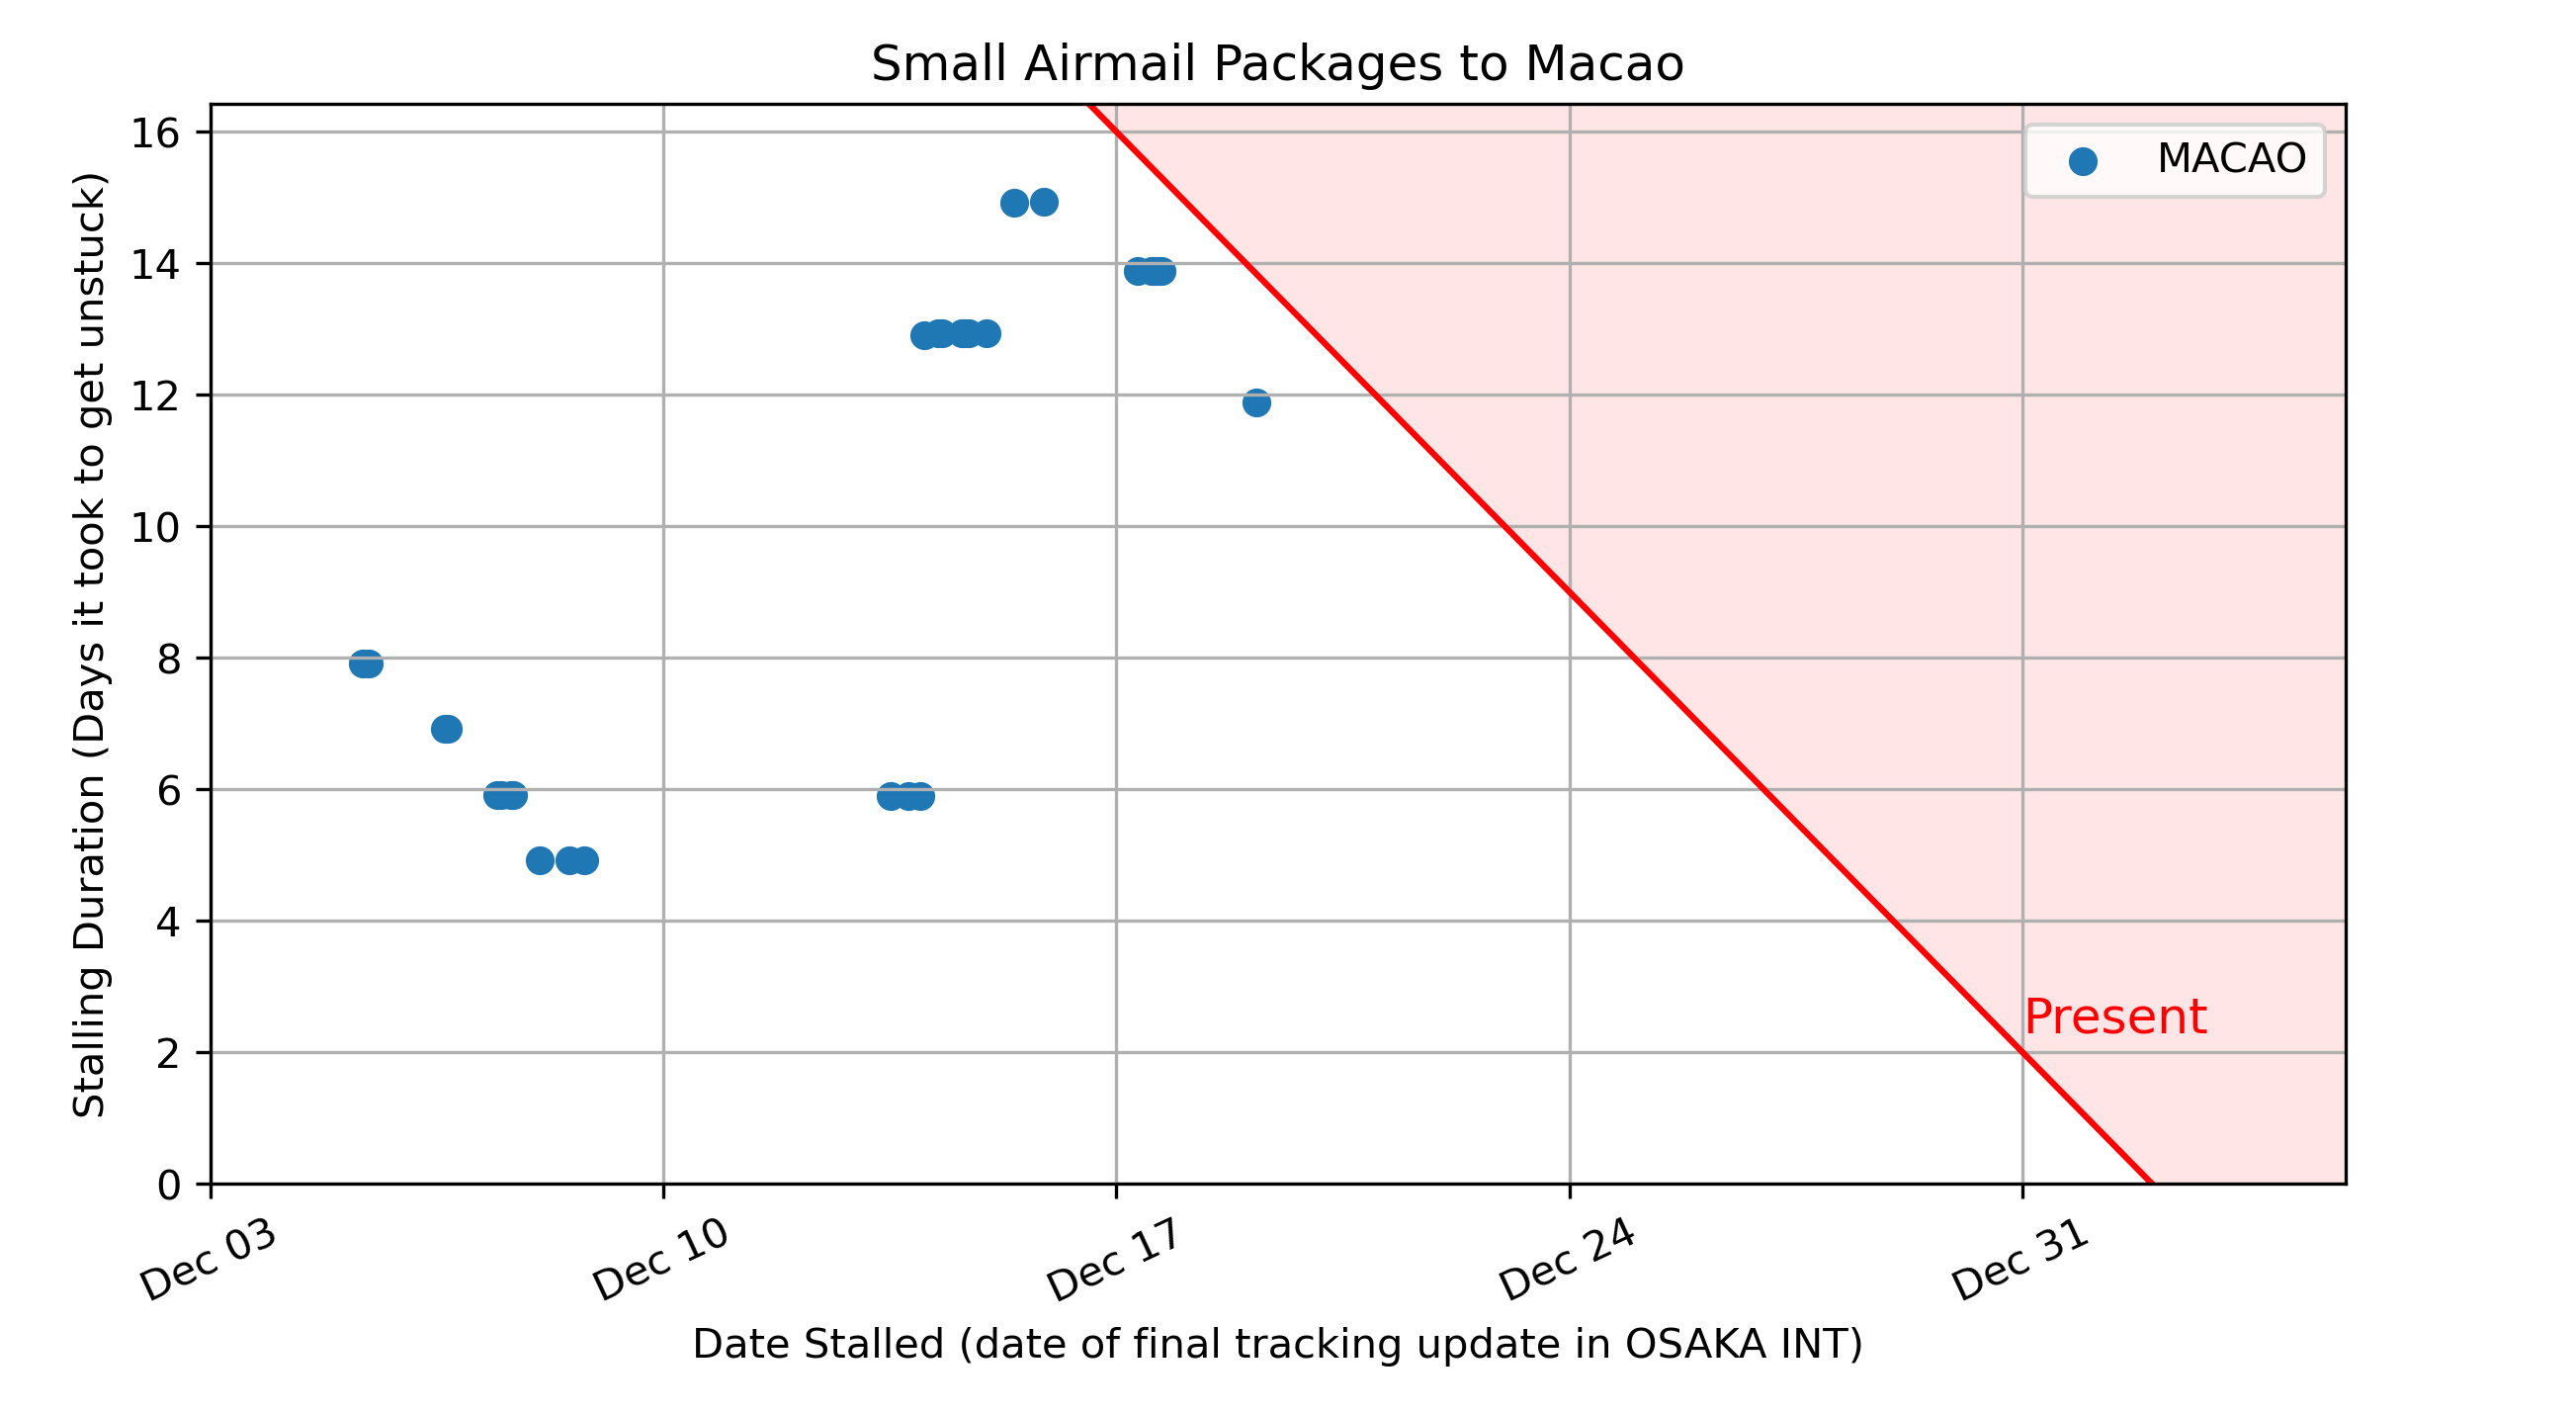 Small Airmail Packages to Macao
Stalling Duration (Days it took to get unstuck)
16
14
12
10
8
6
4
2
0
MACAO
Present
Dec 03
Dec 10
Dec 17
Dec 24
Dec 31
Date Stalled (date of final tracking update in OSAKA INT)